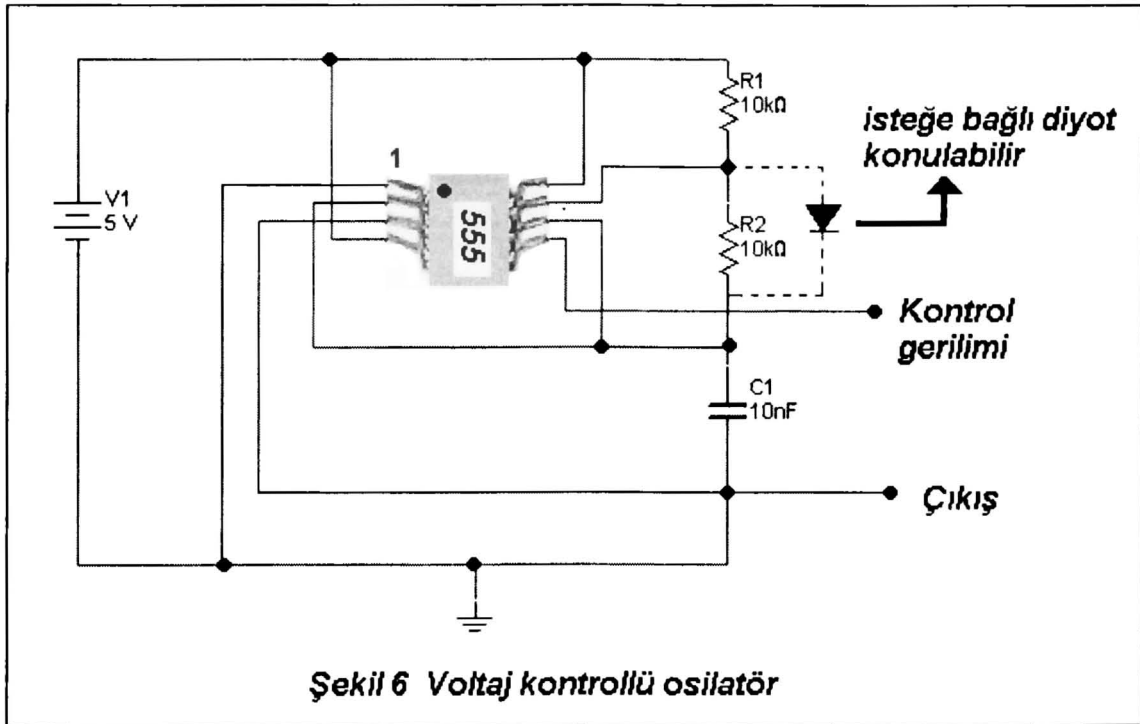 R1
10kΩ
isteğe bağlı diyot
konulabilir
1
V1
5 V
555
R2
10kΩ
Kontrol
gerilimi
C1
10nF
Çıkış
Şekil 6 Voltaj kontrollü osilatör